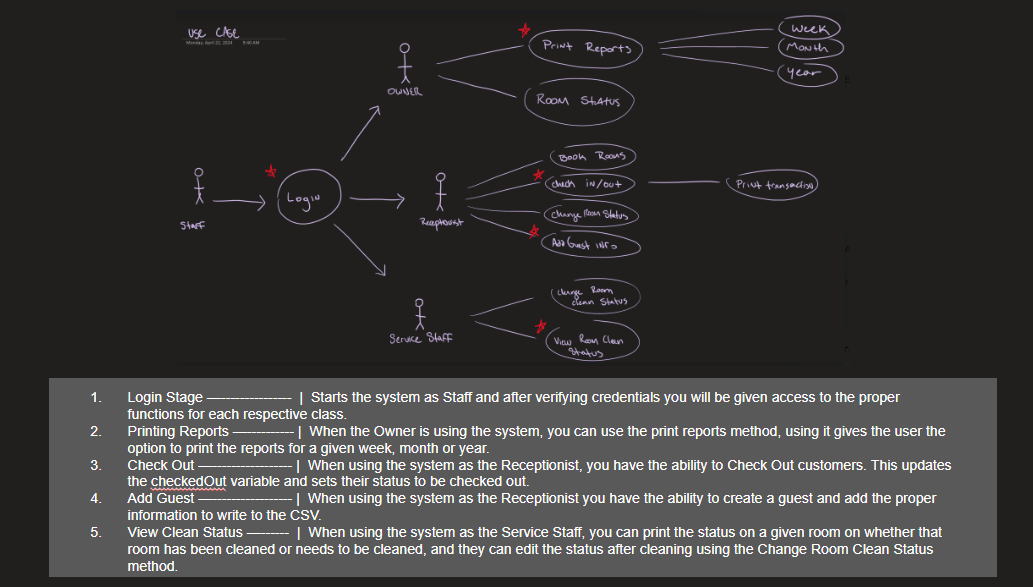 USE CASE
Monday, April 22, 2024 9:40 AM
OWNER
Print Reports
Week
Month
Year
Room Status
Staff
Login
Receptionist
Book Rooms
check in/out
Print transaction
Change Room Status
Add Guest info
Service Staff
Change Room
Clean Status
View Room Clean
Status
1. Login Stage —---------------- | Starts the system as Staff and after verifying credentials you will be given access to the proper
functions for each respective class.
2. Printing Reports —----------- | When the Owner is using the system, you can use the print reports method, using it gives the user the
option to print the reports for a given week, month or year.
3. Check Out —------------------ | When using the system as the Receptionist, you have the ability to Check Out customers. This updates
the checkedOut variable and sets their status to be checked out.
4. Add Guest —------------------ | When using the system as the Receptionist you have the ability to create a guest and add the proper
information to write to the CSV.
5. View Clean Status —------- | When using the system as the Service Staff, you can print the status on a given room on whether that
room has been cleaned or needs to be cleaned, and they can edit the status after cleaning using the Change Room Clean Status
method.